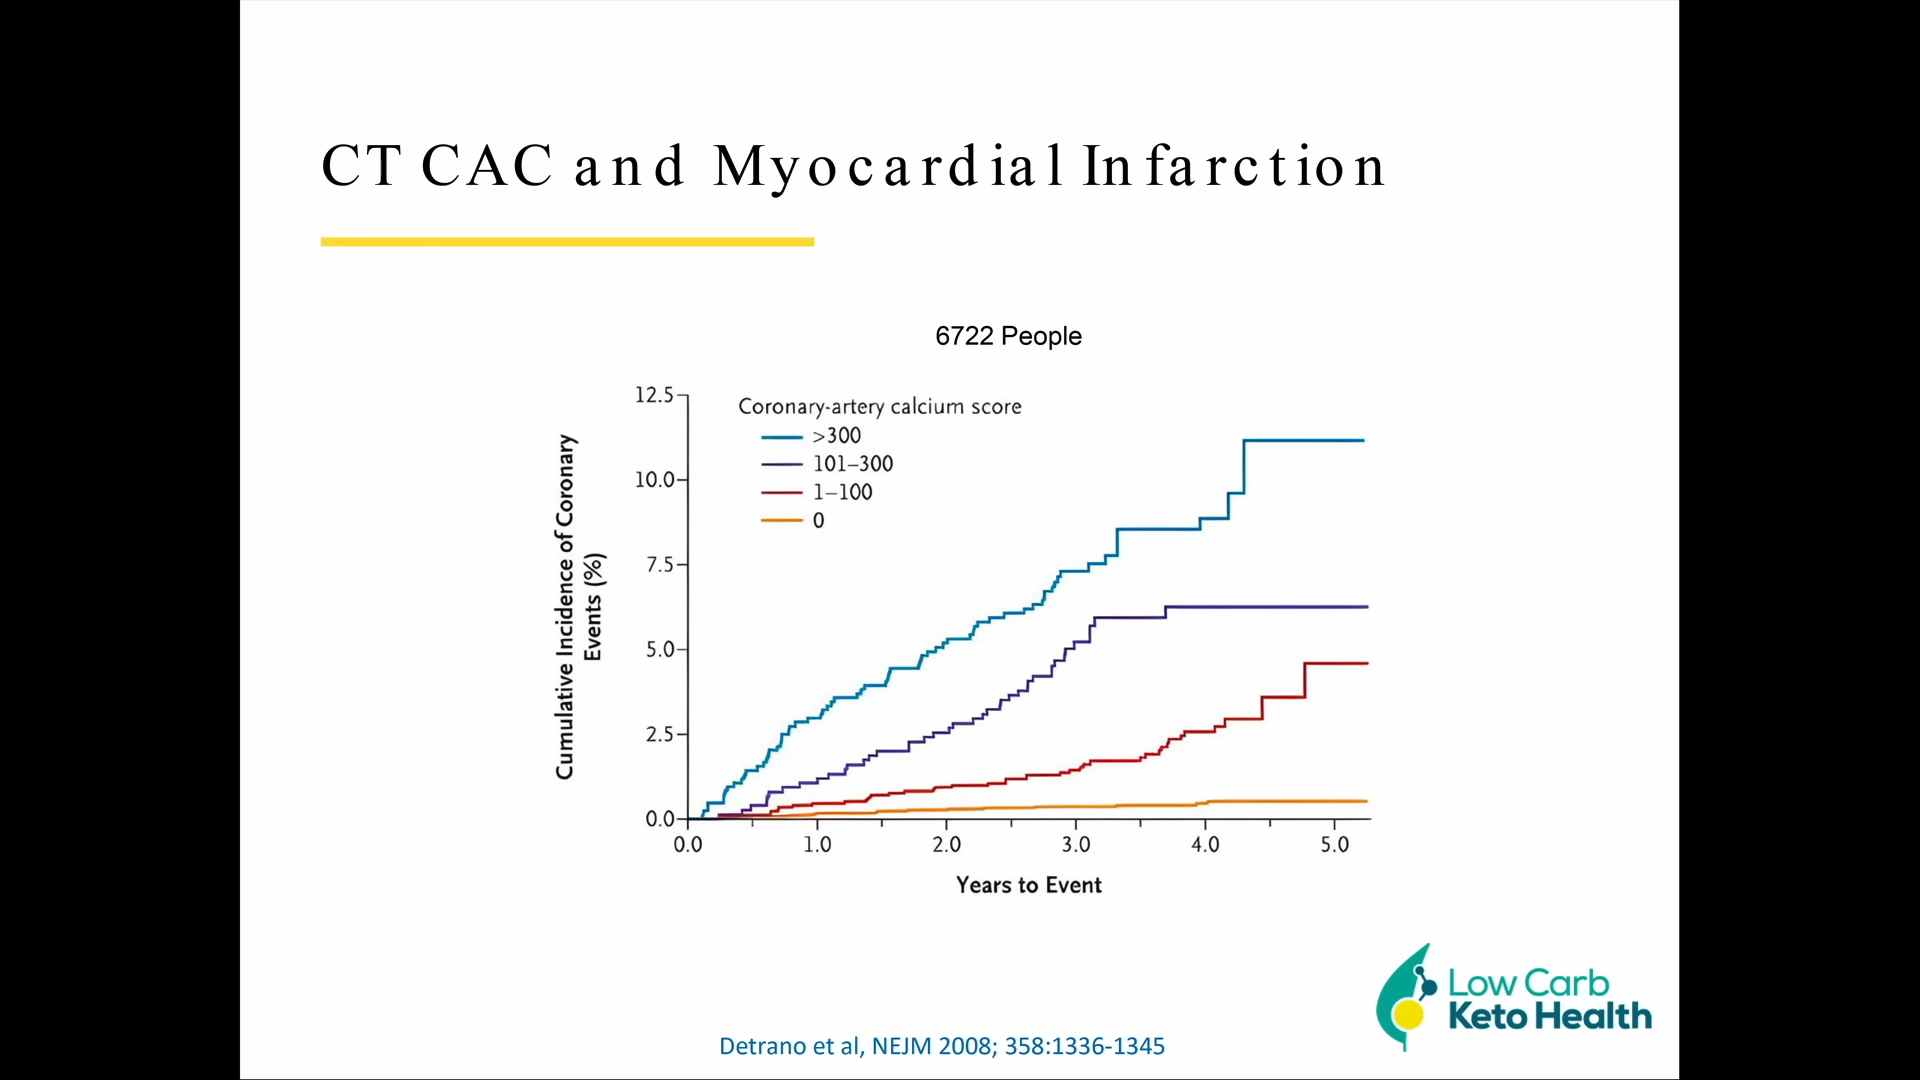 CT CAC and Myocardial Infarction
6722 People
Coronary-artery calcium score
>300
101–300
1–100
0
Cumulative Incidence of Coronary
Events (%)
12.5
10.0
7.5
5.0
2.5
0.0
0.0 1.0 2.0 3.0 4.0 5.0
Years to Event
Low Carb
Keto Health
Detrano et al, NEJM 2008; 358:1336-1345